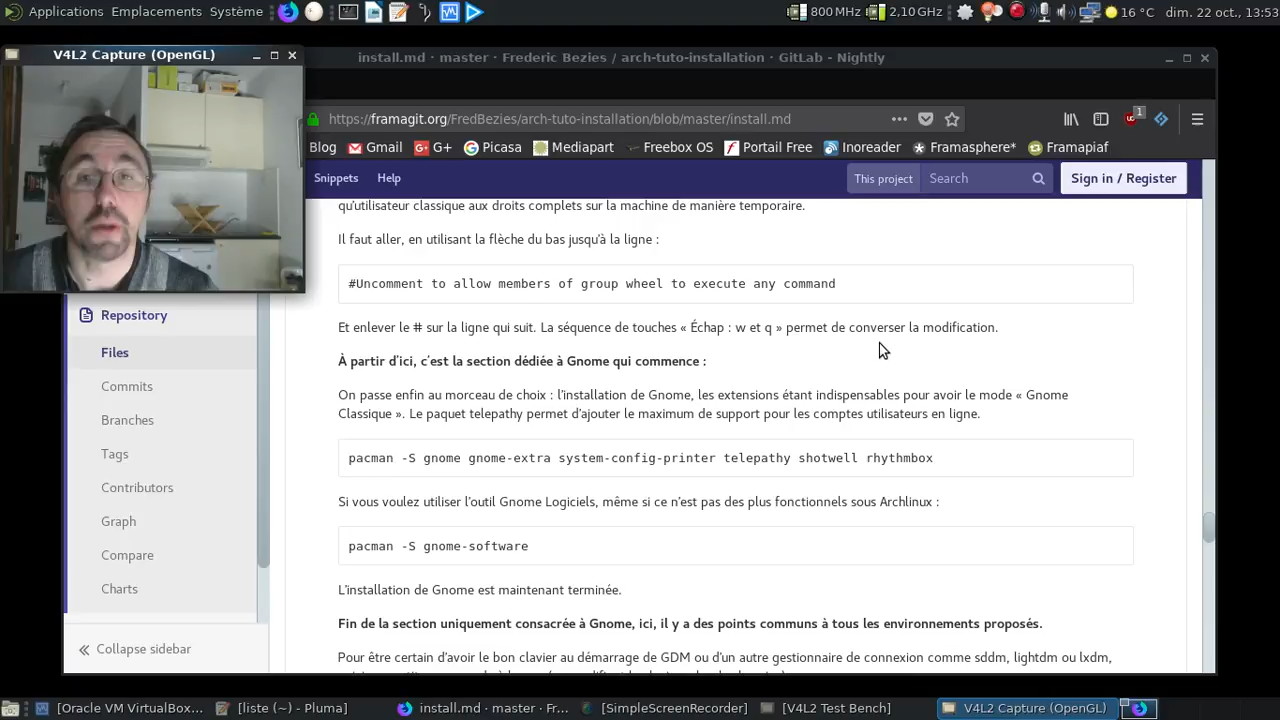 Applications Emplacements Système
800 MHz 2,10 GHz 16 °C dim. 22 oct., 13:53
V4L2 Capture (OpenGL)
install.md · master · Frederic Bezies / arch-tuto-installation · GitLab - Nightly
https://framagit.org/FredBezies/arch-tuto-installation/blob/master/install.md
1
Blog Gmail G+ Picasa Mediapart Freebox OS Portail Free Inoreader Framasphere* Framapiaf
Snippets Help This project Search Sign in / Register
qu'utilisateur classique aux droits complets sur la machine de manière temporaire.
Il faut aller, en utilisant la flèche du bas jusqu'à la ligne :
#Uncomment to allow members of group wheel to execute any command
Et enlever le # sur la ligne qui suit. La séquence de touches « Échap : w et q » permet de converser la modification.
À partir d'ici, c'est la section dédiée à Gnome qui commence :
On passe enfin au morceau de choix : l'installation de Gnome, les extensions étant indispensables pour avoir le mode « Gnome
Classique ». Le paquet telepathy permet d'ajouter le maximum de support pour les comptes utilisateurs en ligne.
pacman -S gnome gnome-extra system-config-printer telepathy shotwell rhythmbox
Si vous voulez utiliser l'outil Gnome Logiciels, même si ce n'est pas des plus fonctionnels sous Archlinux :
pacman -S gnome-software
L'installation de Gnome est maintenant terminée.
Fin de la section uniquement consacrée à Gnome, ici, il y a des points communs à tous les environnements proposés.
Pour être certain d'avoir le bon clavier au démarrage de GDM ou d'un autre gestionnaire de connexion comme sddm, lightdm ou lxdm,
Repository
Files
Commits
Branches
Tags
Contributors
Graph
Compare
Charts
Collapse sidebar
[Oracle VM VirtualBox... [liste (~) - Pluma] install.md · master · Fr... [SimpleScreenRecorder] [V4L2 Test Bench] V4L2 Capture (OpenGL)